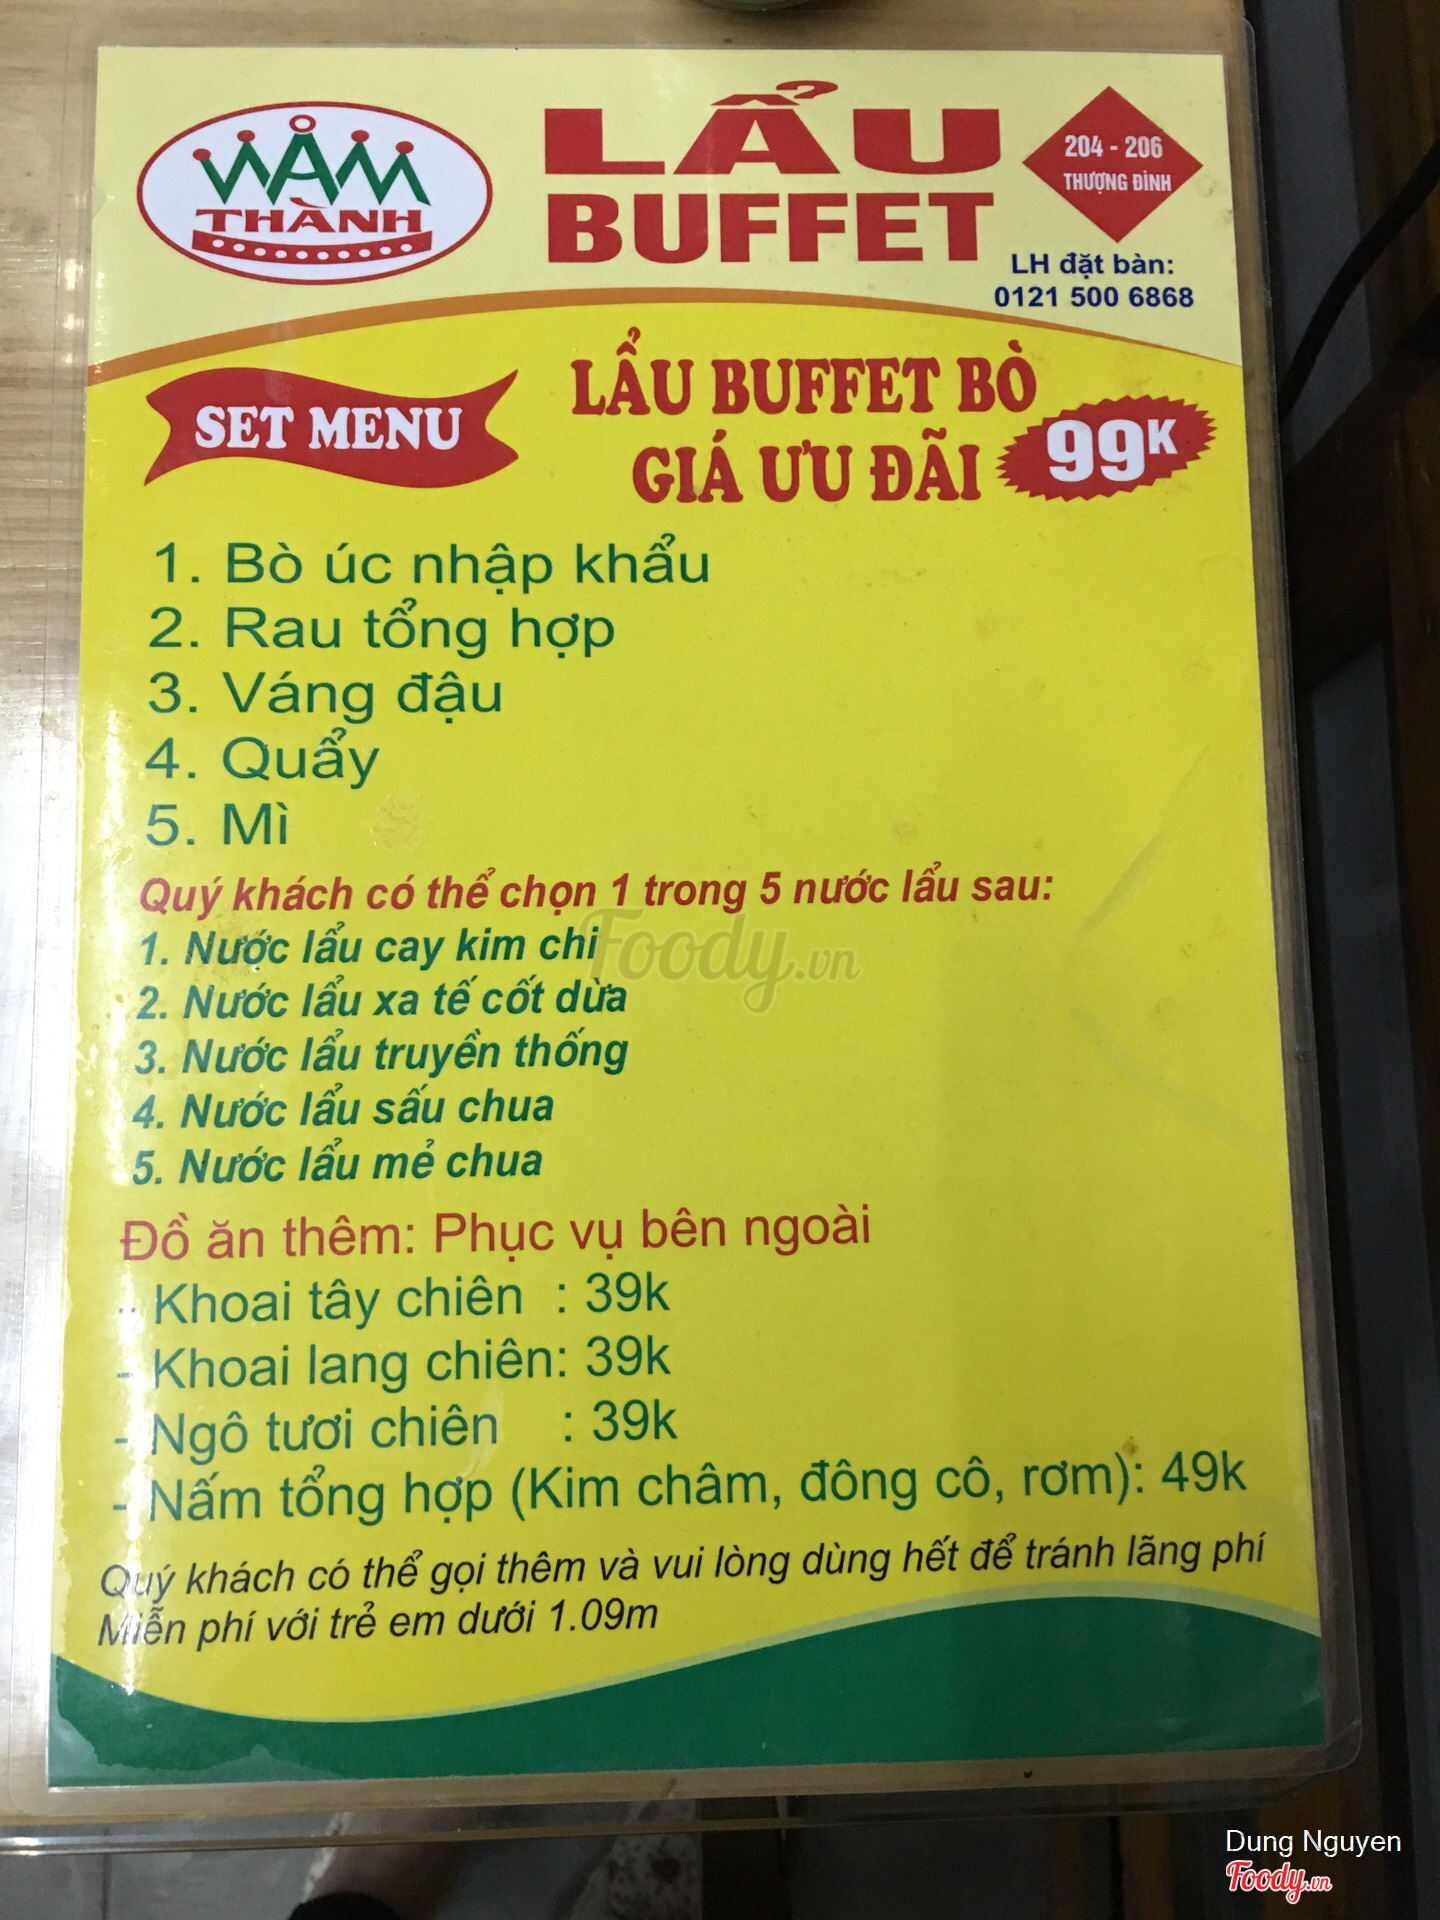 NĂM
THÀNH
LẨU
BUFFET
204 - 206
THƯỢNG ĐÌNH
LH đặt bàn:
0121 500 6868
SET MENU
LẨU BUFFET BÒ
GIÁ ƯU ĐÃI 99K
1. Bò úc nhập khẩu
2. Rau tổng hợp
3. Váng đậu
4. Quẩy
5. Mì
Quý khách có thể chọn 1 trong 5 nước lẩu sau:
1. Nước lẩu cay kim chi
2. Nước lẩu xa tế cốt dừa
3. Nước lẩu truyền thống
4. Nước lẩu sấu chua
5. Nước lẩu mẻ chua
Foody.vn
Đồ ăn thêm: Phục vụ bên ngoài
- Khoai tây chiên : 39k
- Khoai lang chiên: 39k
- Ngô tươi chiên : 39k
- Nấm tổng hợp (Kim châm, đông cô, rơm): 49k
Quý khách có thể gọi thêm và vui lòng dùng hết để tránh lãng phí
Miễn phí với trẻ em dưới 1.09m
Dung Nguyen
Foody.vn